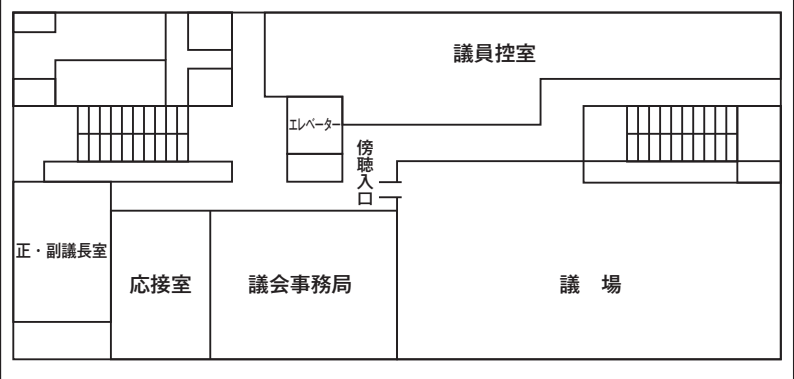 議員控室
エレベーター
傍聴入口
正・副議長室
応接室
議会事務局
議　場